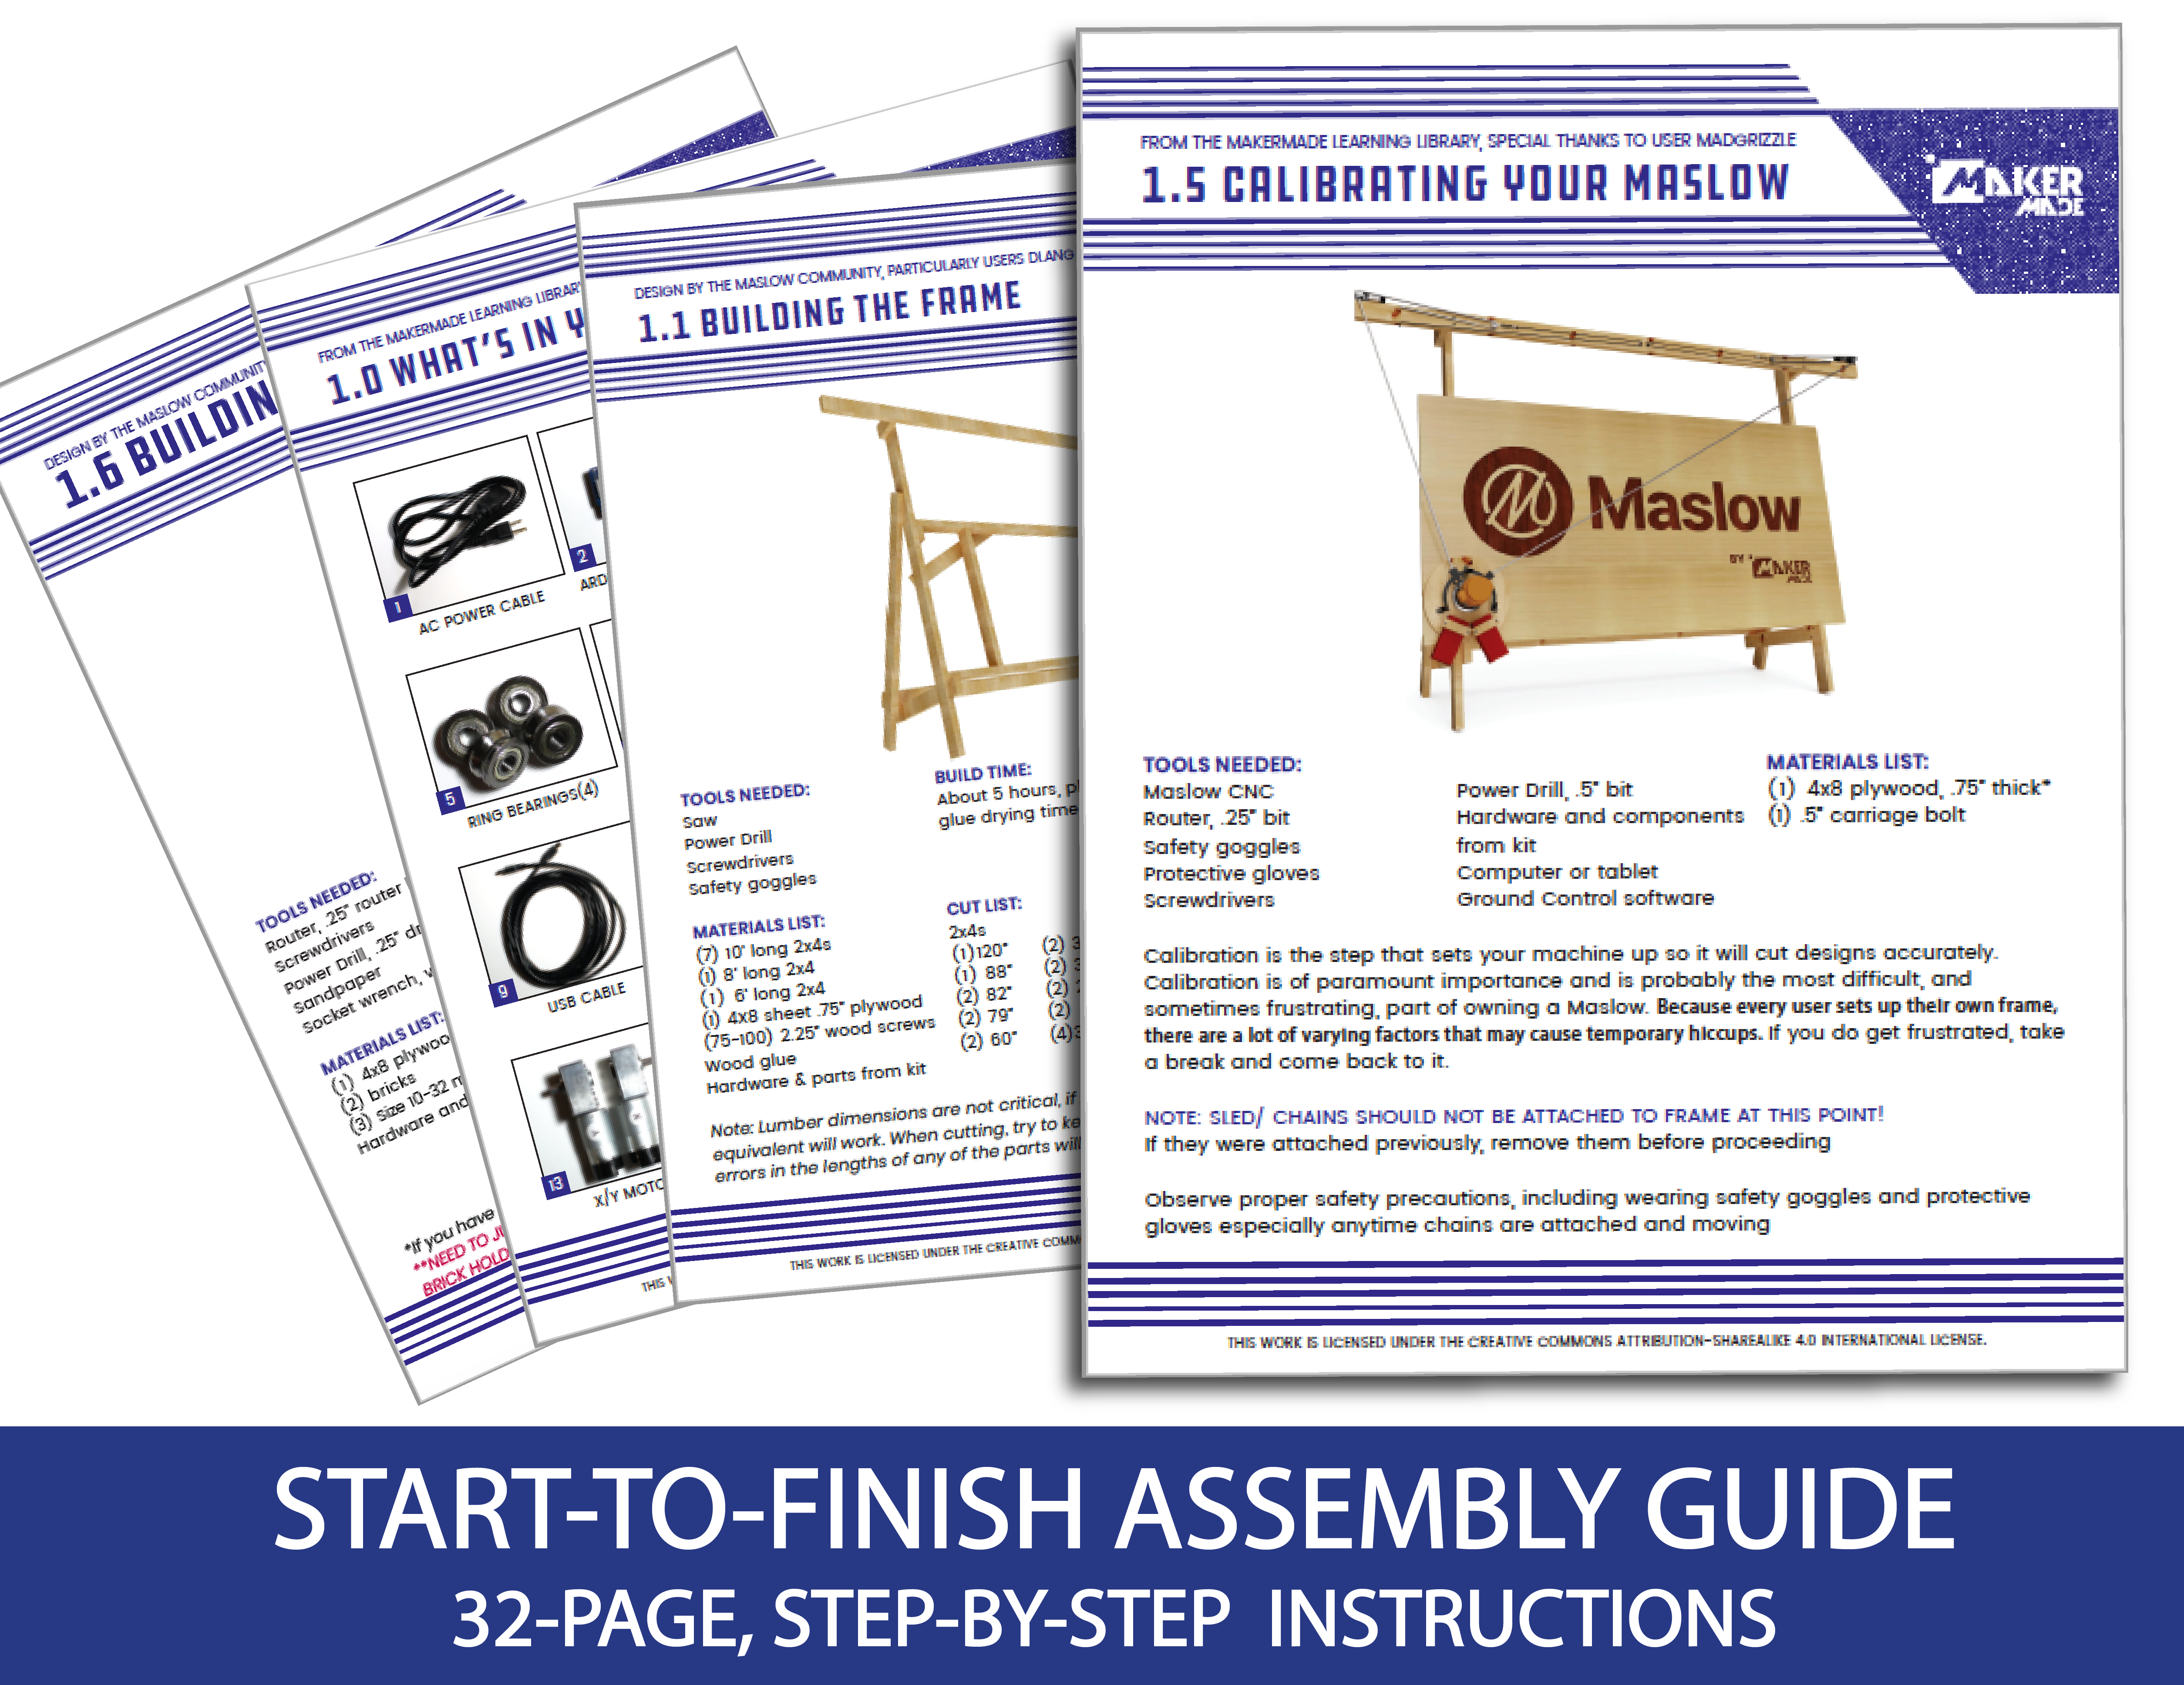 DESIGN BY THE MASLOW COMMUNITY
1.6 BUILDIN
TOOLS NEEDED:
Router, .25" router
Screwdrivers
Power Drill, .25" dr
Sandpaper
Socket wrench,
MATERIALS LIST:
(1) 4x8 plywoo
(2) bricks
(3) size 10-32 m
Hardware and
*If you have
**NEED TO JU
BRICK HOLD
FROM THE MAKERMADE LEARNING LIBRARY
1.0 WHAT'S IN Y
1
AC POWER CABLE
2
ARD
5
RING BEARINGS(4)
9
USB CABLE
13
X/Y MOTO
THIS W
DESIGN BY THE MASLOW COMMUNITY, PARTICULARLY USERS DLANG
1.1 BUILDING THE FRAME
TOOLS NEEDED:
Saw
Power Drill
Screwdrivers
Safety goggles
BUILD TIME:
About 5 hours, pl
glue drying time
MATERIALS LIST:
(7) 10' long 2x4s
(1) 8' long 2x4
(1) 6' long 2x4
(1) 4x8 sheet .75" plywood
(75-100) 2.25" wood screws
Wood glue
Hardware & parts from kit
CUT LIST:
2x4s
(1) 120" (2) 3
(1) 88" (2)
(2) 82" (2)
(2) 79" (2)
(2) 60" (4)3
Note: Lumber dimensions are not critical, if
equivalent will work. When cutting, try to ke
errors in the lengths of any of the parts will
THIS WORK IS LICENSED UNDER THE CREATIVE COMM
FROM THE MAKERMADE LEARNING LIBRARY, SPECIAL THANKS TO USER MADGRIZZLE
1.5 CALIBRATING YOUR MASLOW
MAKER
MADE
M Maslow
BY MAKER
MADE
TOOLS NEEDED:
Maslow CNC
Router, .25" bit
Safety goggles
Protective gloves
Screwdrivers
Power Drill, .5" bit
Hardware and components
from kit
Computer or tablet
Ground Control software
MATERIALS LIST:
(1) 4x8 plywood, .75" thick*
(1) .5" carriage bolt
Calibration is the step that sets your machine up so it will cut designs accurately.
Calibration is of paramount importance and is probably the most difficult, and
sometimes frustrating, part of owning a Maslow. Because every user sets up their own frame,
there are a lot of varying factors that may cause temporary hiccups. If you do get frustrated, take
a break and come back to it.
NOTE: SLED/ CHAINS SHOULD NOT BE ATTACHED TO FRAME AT THIS POINT!
If they were attached previously, remove them before proceeding
Observe proper safety precautions, including wearing safety goggles and protective
gloves especially anytime chains are attached and moving
THIS WORK IS LICENSED UNDER THE CREATIVE COMMONS ATTRIBUTION-SHAREALIKE 4.0 INTERNATIONAL LICENSE.
START-TO-FINISH ASSEMBLY GUIDE
32-PAGE, STEP-BY-STEP INSTRUCTIONS